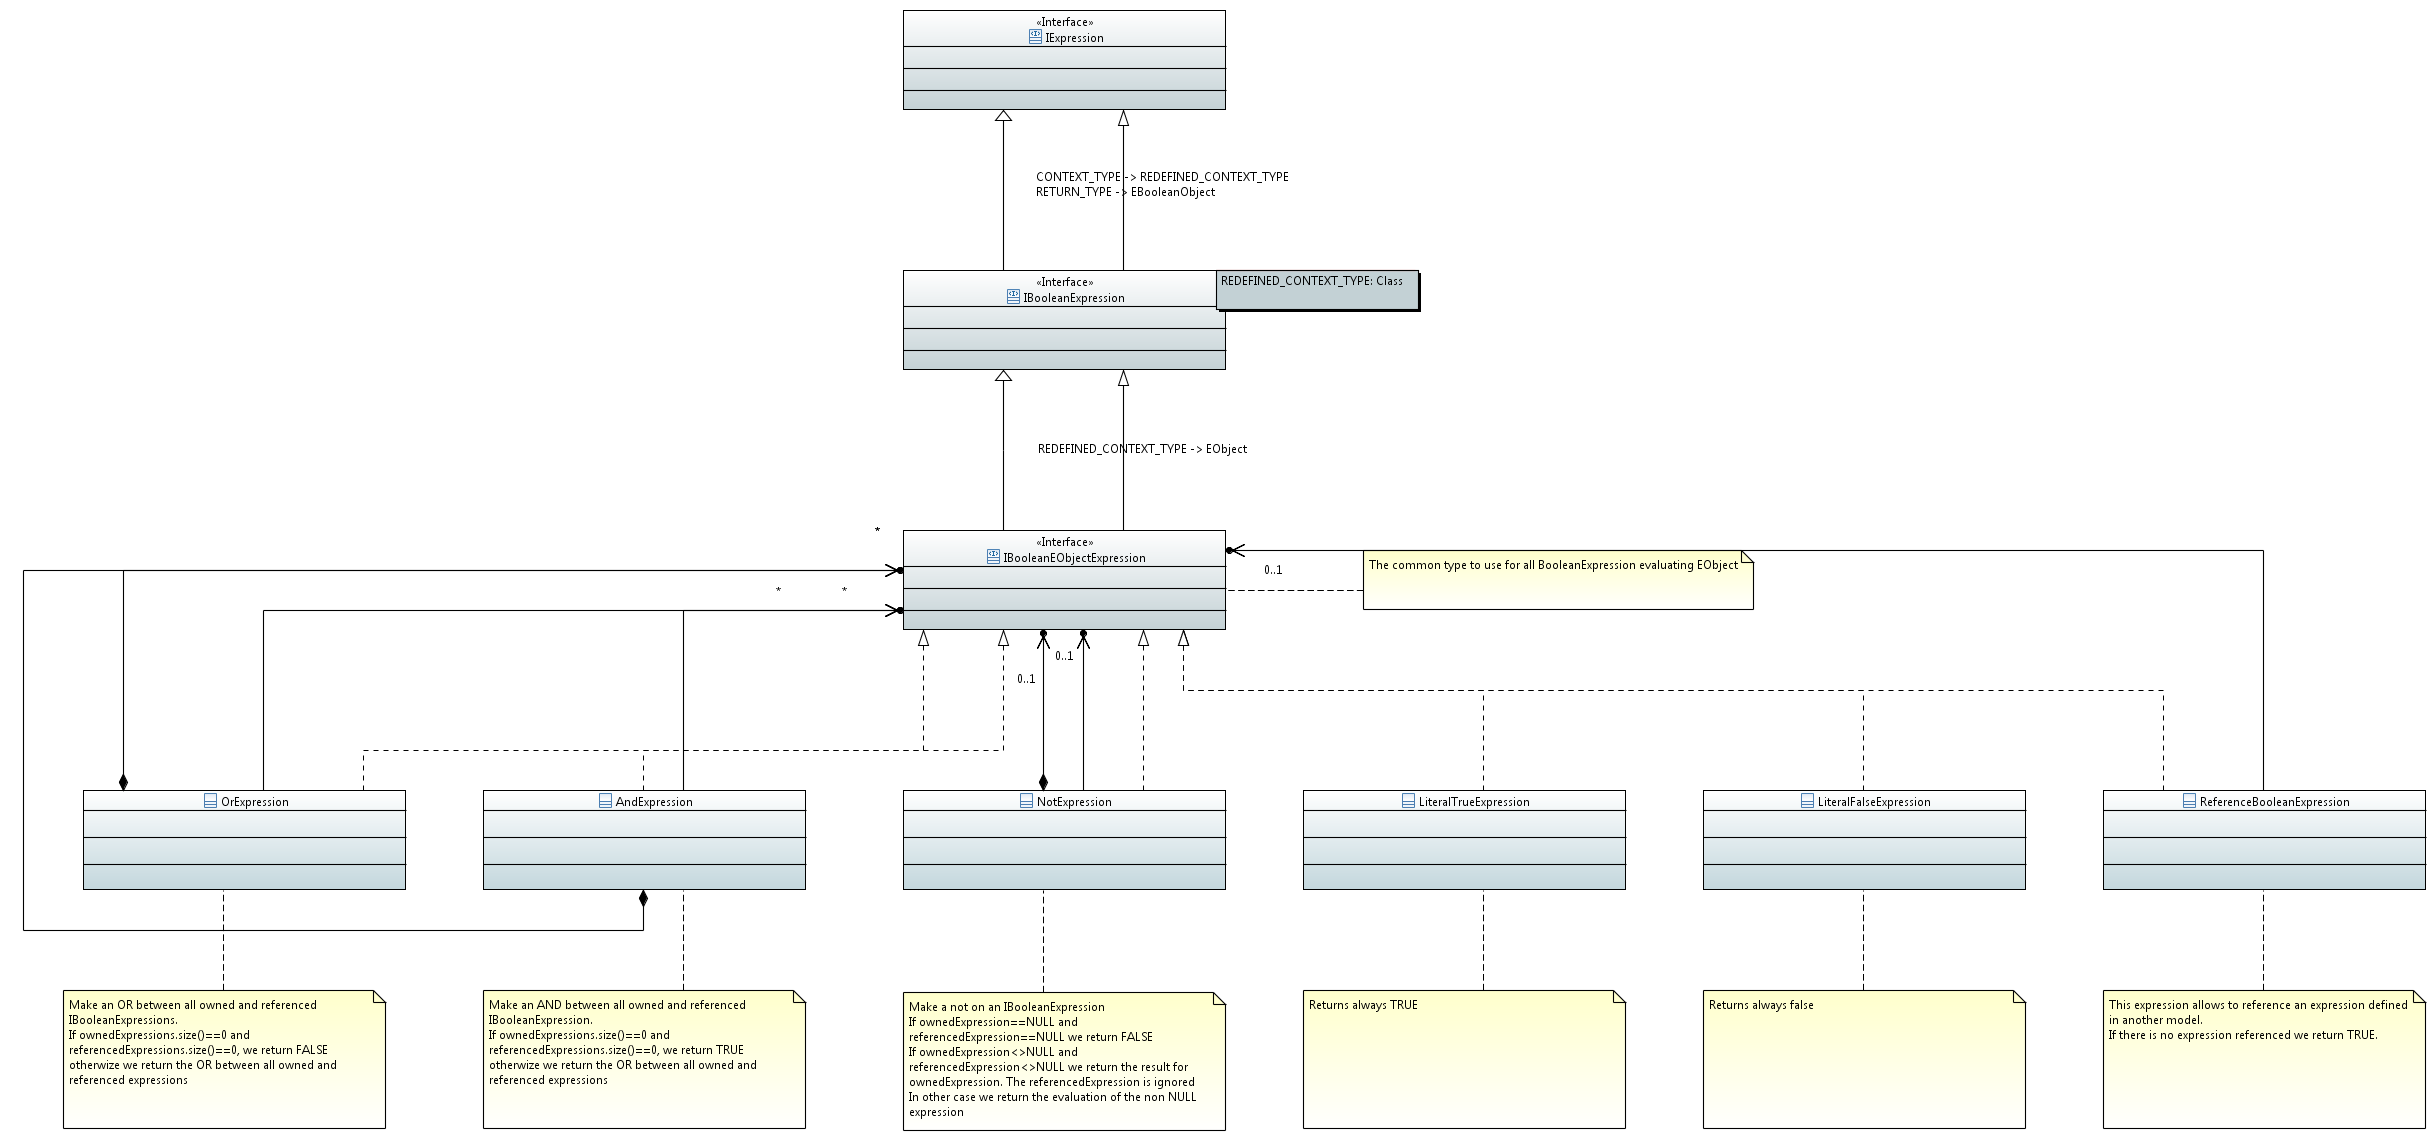 «Interface»
IExpression
CONTEXT_TYPE -> REDEFINED_CONTEXT_TYPE
RETURN_TYPE -> EBooleanObject
«Interface»
IBooleanExpression
REDEFINED_CONTEXT_TYPE: Class
REDEFINED_CONTEXT_TYPE -> EObject
*
«Interface»
IBooleanEObjectExpression
The common type to use for all BooleanExpression evaluating EObject
0..1
*
*
0..1
0..1
OrExpression
AndExpression
NotExpression
LiteralTrueExpression
LiteralFalseExpression
ReferenceBooleanExpression
Make an OR between all owned and referenced
IBooleanExpressions.
If ownedExpressions.size()==0 and
referencedExpressions.size()==0, we return FALSE
otherwize we return the OR between all owned and
referenced expressions
Make an AND between all owned and referenced
IBooleanExpression.
If ownedExpressions.size()==0 and
referencedExpressions.size()==0, we return TRUE
otherwize we return the OR between all owned and
referenced expressions
Make a not on an IBooleanExpression
If ownedExpression==NULL and
referencedExpression==NULL we return FALSE
If ownedExpression<>NULL and
referencedExpression<>NULL we return the result for
ownedExpression. The referencedExpression is ignored
In other case we return the evaluation of the non NULL
expression
Returns always TRUE
Returns always false
This expression allows to reference an expression defined
in another model.
If there is no expression referenced we return TRUE.